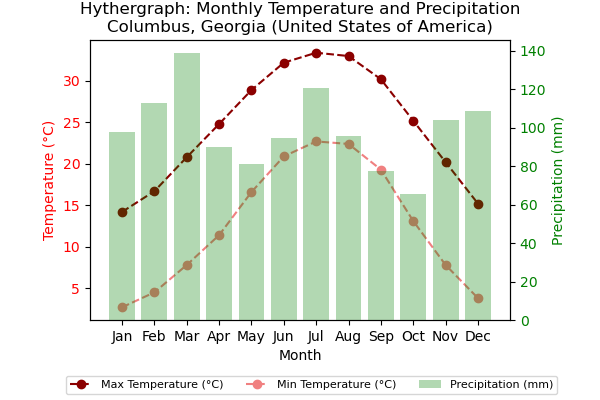 Hythergraph: Monthly Temperature and Precipitation
Columbus, Georgia (United States of America)
Temperature (°C)
30
25
20
15
10
5
140
120
100
80
60
40
20
0
Precipitation (mm)
Jan Feb Mar Apr May Jun Jul Aug Sep Oct Nov Dec
Month
Max Temperature (°C) Min Temperature (°C) Precipitation (mm)